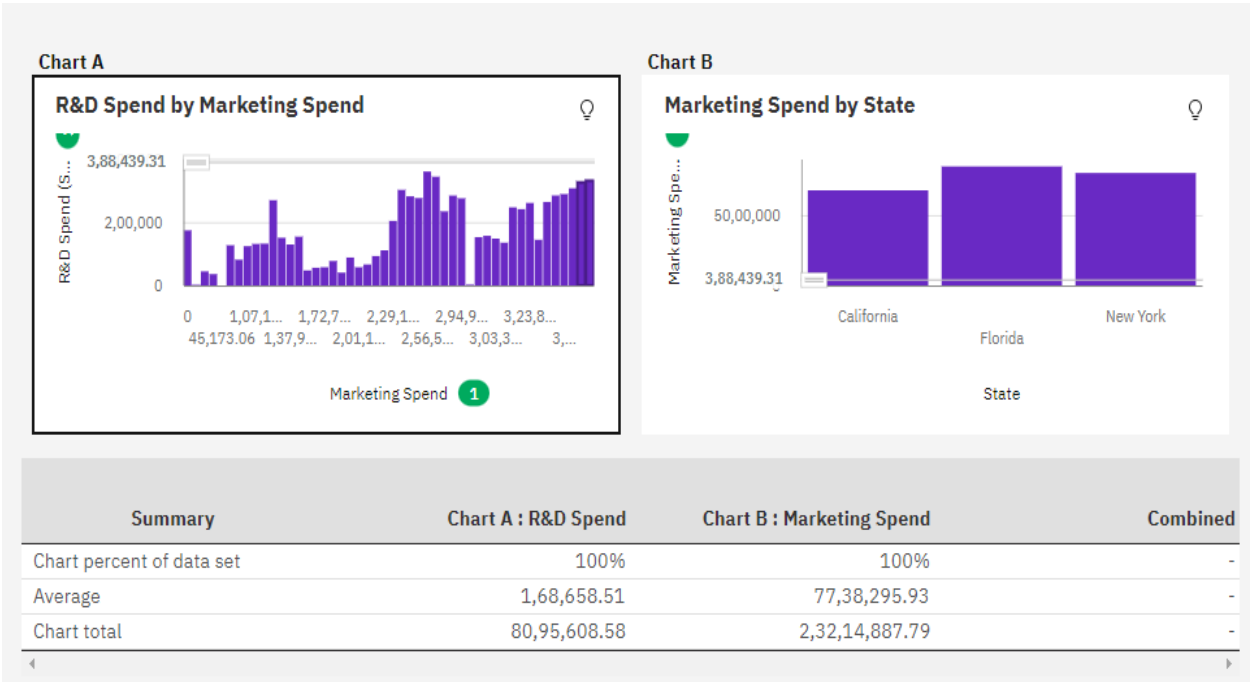 Chart A
R&D Spend by Marketing Spend
R&D Spend (S...
3,88,439.31
2,00,000
0
0 1,07,1... 1,72,7... 2,29,1... 2,94,9... 3,23,8...
45,173.06 1,37,9... 2,01,1... 2,56,5... 3,03,3... 3,...
Marketing Spend 1
Chart B
Marketing Spend by State
Marketing Spe...
50,00,000
3,88,439.31
California New York
Florida
State
Summary Chart A : R&D Spend Chart B : Marketing Spend Combined
Chart percent of data set 100% 100% -
Average 1,68,658.51 77,38,295.93 -
Chart total 80,95,608.58 2,32,14,887.79 -